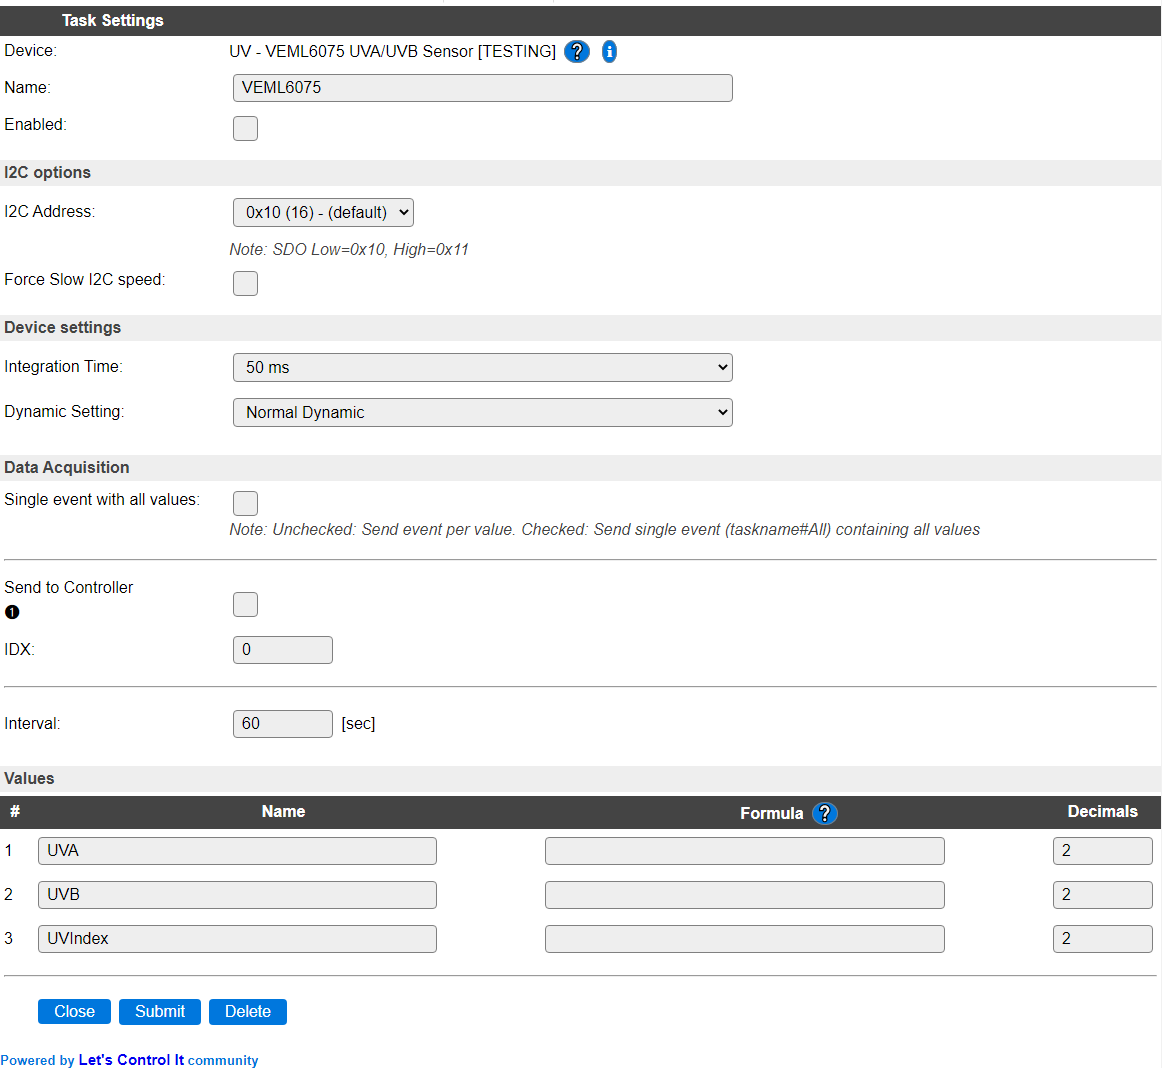 Task Settings
Device: UV - VEML6075 UVA/UVB Sensor [TESTING] ? i
Name: VEML6075
Enabled:
I2C options
I2C Address: 0x10 (16) - (default)
Note: SDO Low=0x10, High=0x11
Force Slow I2C speed:
Device settings
Integration Time: 50 ms
Dynamic Setting: Normal Dynamic
Data Acquisition
Single event with all values:
Note: Unchecked: Send event per value. Checked: Send single event (taskname#All) containing all values
Send to Controller
❶
IDX: 0
Interval: 60 [sec]
Values
# Name Formula ? Decimals
1 UVA 2
2 UVB 2
3 UVIndex 2
Close Submit Delete
Powered by Let's Control It community